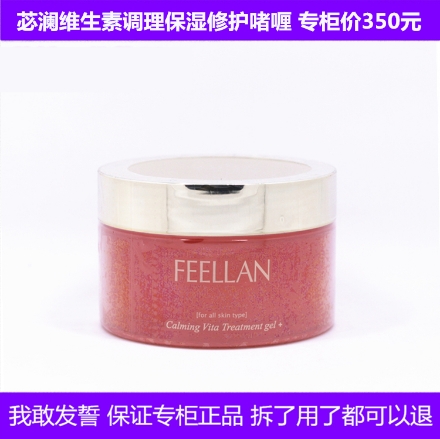 苾澜维生素调理保湿修护啫喱 专柜价350元
FEELLAN
[for all skin type]
Calming Vita Treatment gel +
我敢发誓 保证专柜正品 拆了用了都可以退